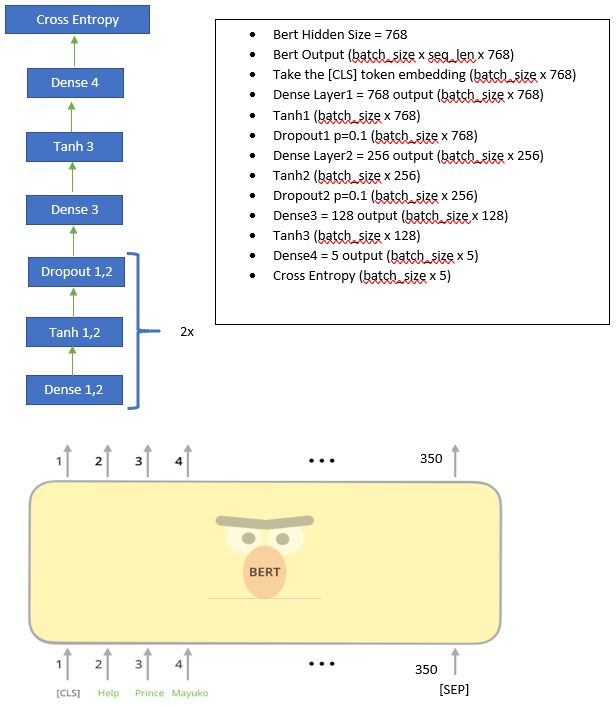 Cross Entropy
Dense 4
Tanh 3
Dense 3
Dropout 1,2
Tanh 1,2
Dense 1,2
2x
• Bert Hidden Size = 768
• Bert Output (batch_size x seq_len x 768)
• Take the [CLS] token embedding (batch_size x 768)
• Dense Layer1 = 768 output (batch_size x 768)
• Tanh1 (batch_size x 768)
• Dropout1 p=0.1 (batch_size x 768)
• Dense Layer2 = 256 output (batch_size x 256)
• Tanh2 (batch_size x 256)
• Dropout2 p=0.1 (batch_size x 256)
• Dense3 = 128 output (batch_size x 128)
• Tanh3 (batch_size x 128)
• Dense4 = 5 output (batch_size x 5)
• Cross Entropy (batch_size x 5)
1 2 3 4 ••• 350
BERT
1 2 3 4 ••• 350
[CLS] Help Prince Mayuko [SEP]